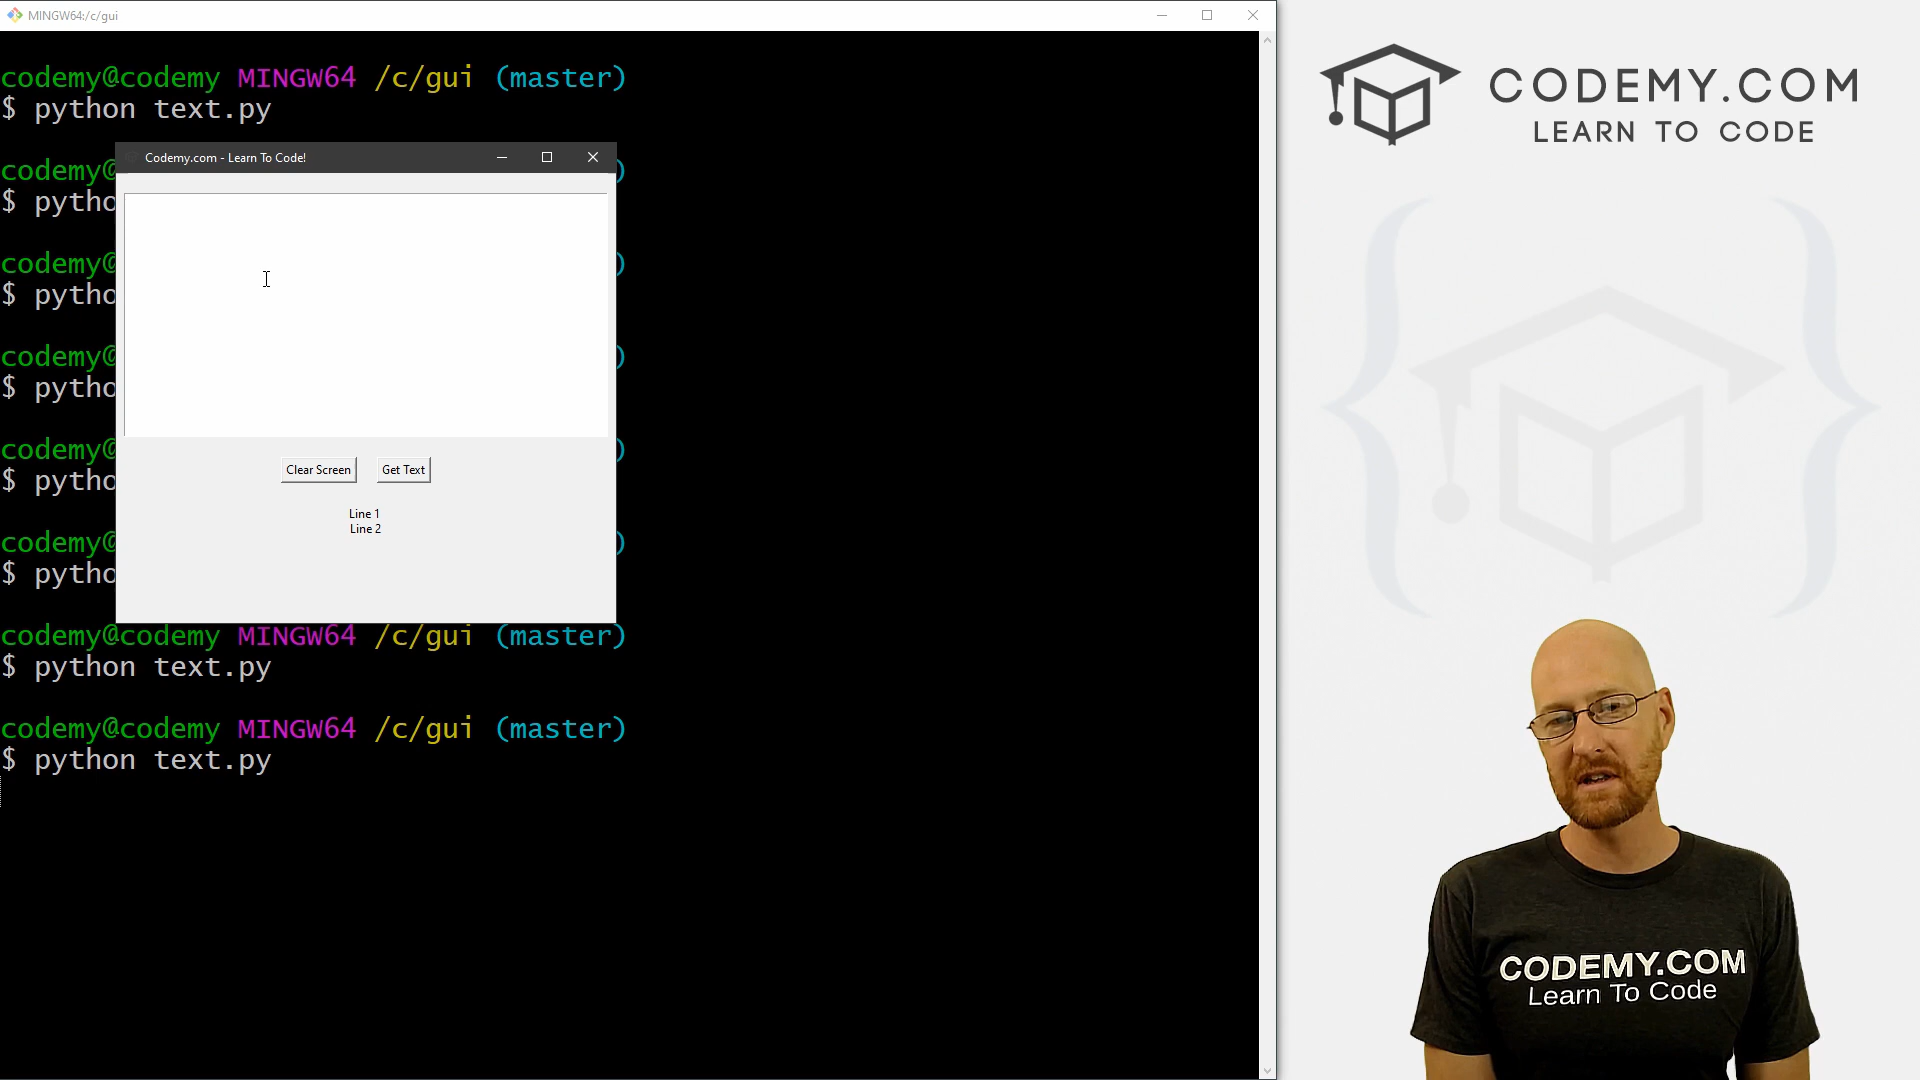 MINGW64:/c/gui
codemy@codemy MINGW64 /c/gui (master)
$ python text.py
codemy@ )
$ pytho
codemy@ )
$ pytho
codemy@ )
$ pytho
codemy@ )
$ pytho
codemy@ )
$ pytho
codemy@codemy MINGW64 /c/gui (master)
$ python text.py
codemy@codemy MINGW64 /c/gui (master)
$ python text.py
Codemy.com - Learn To Code!
Clear Screen Get Text
Line 1
Line 2
CODEMY.COM
LEARN TO CODE
CODEMY.COM
Learn To Code